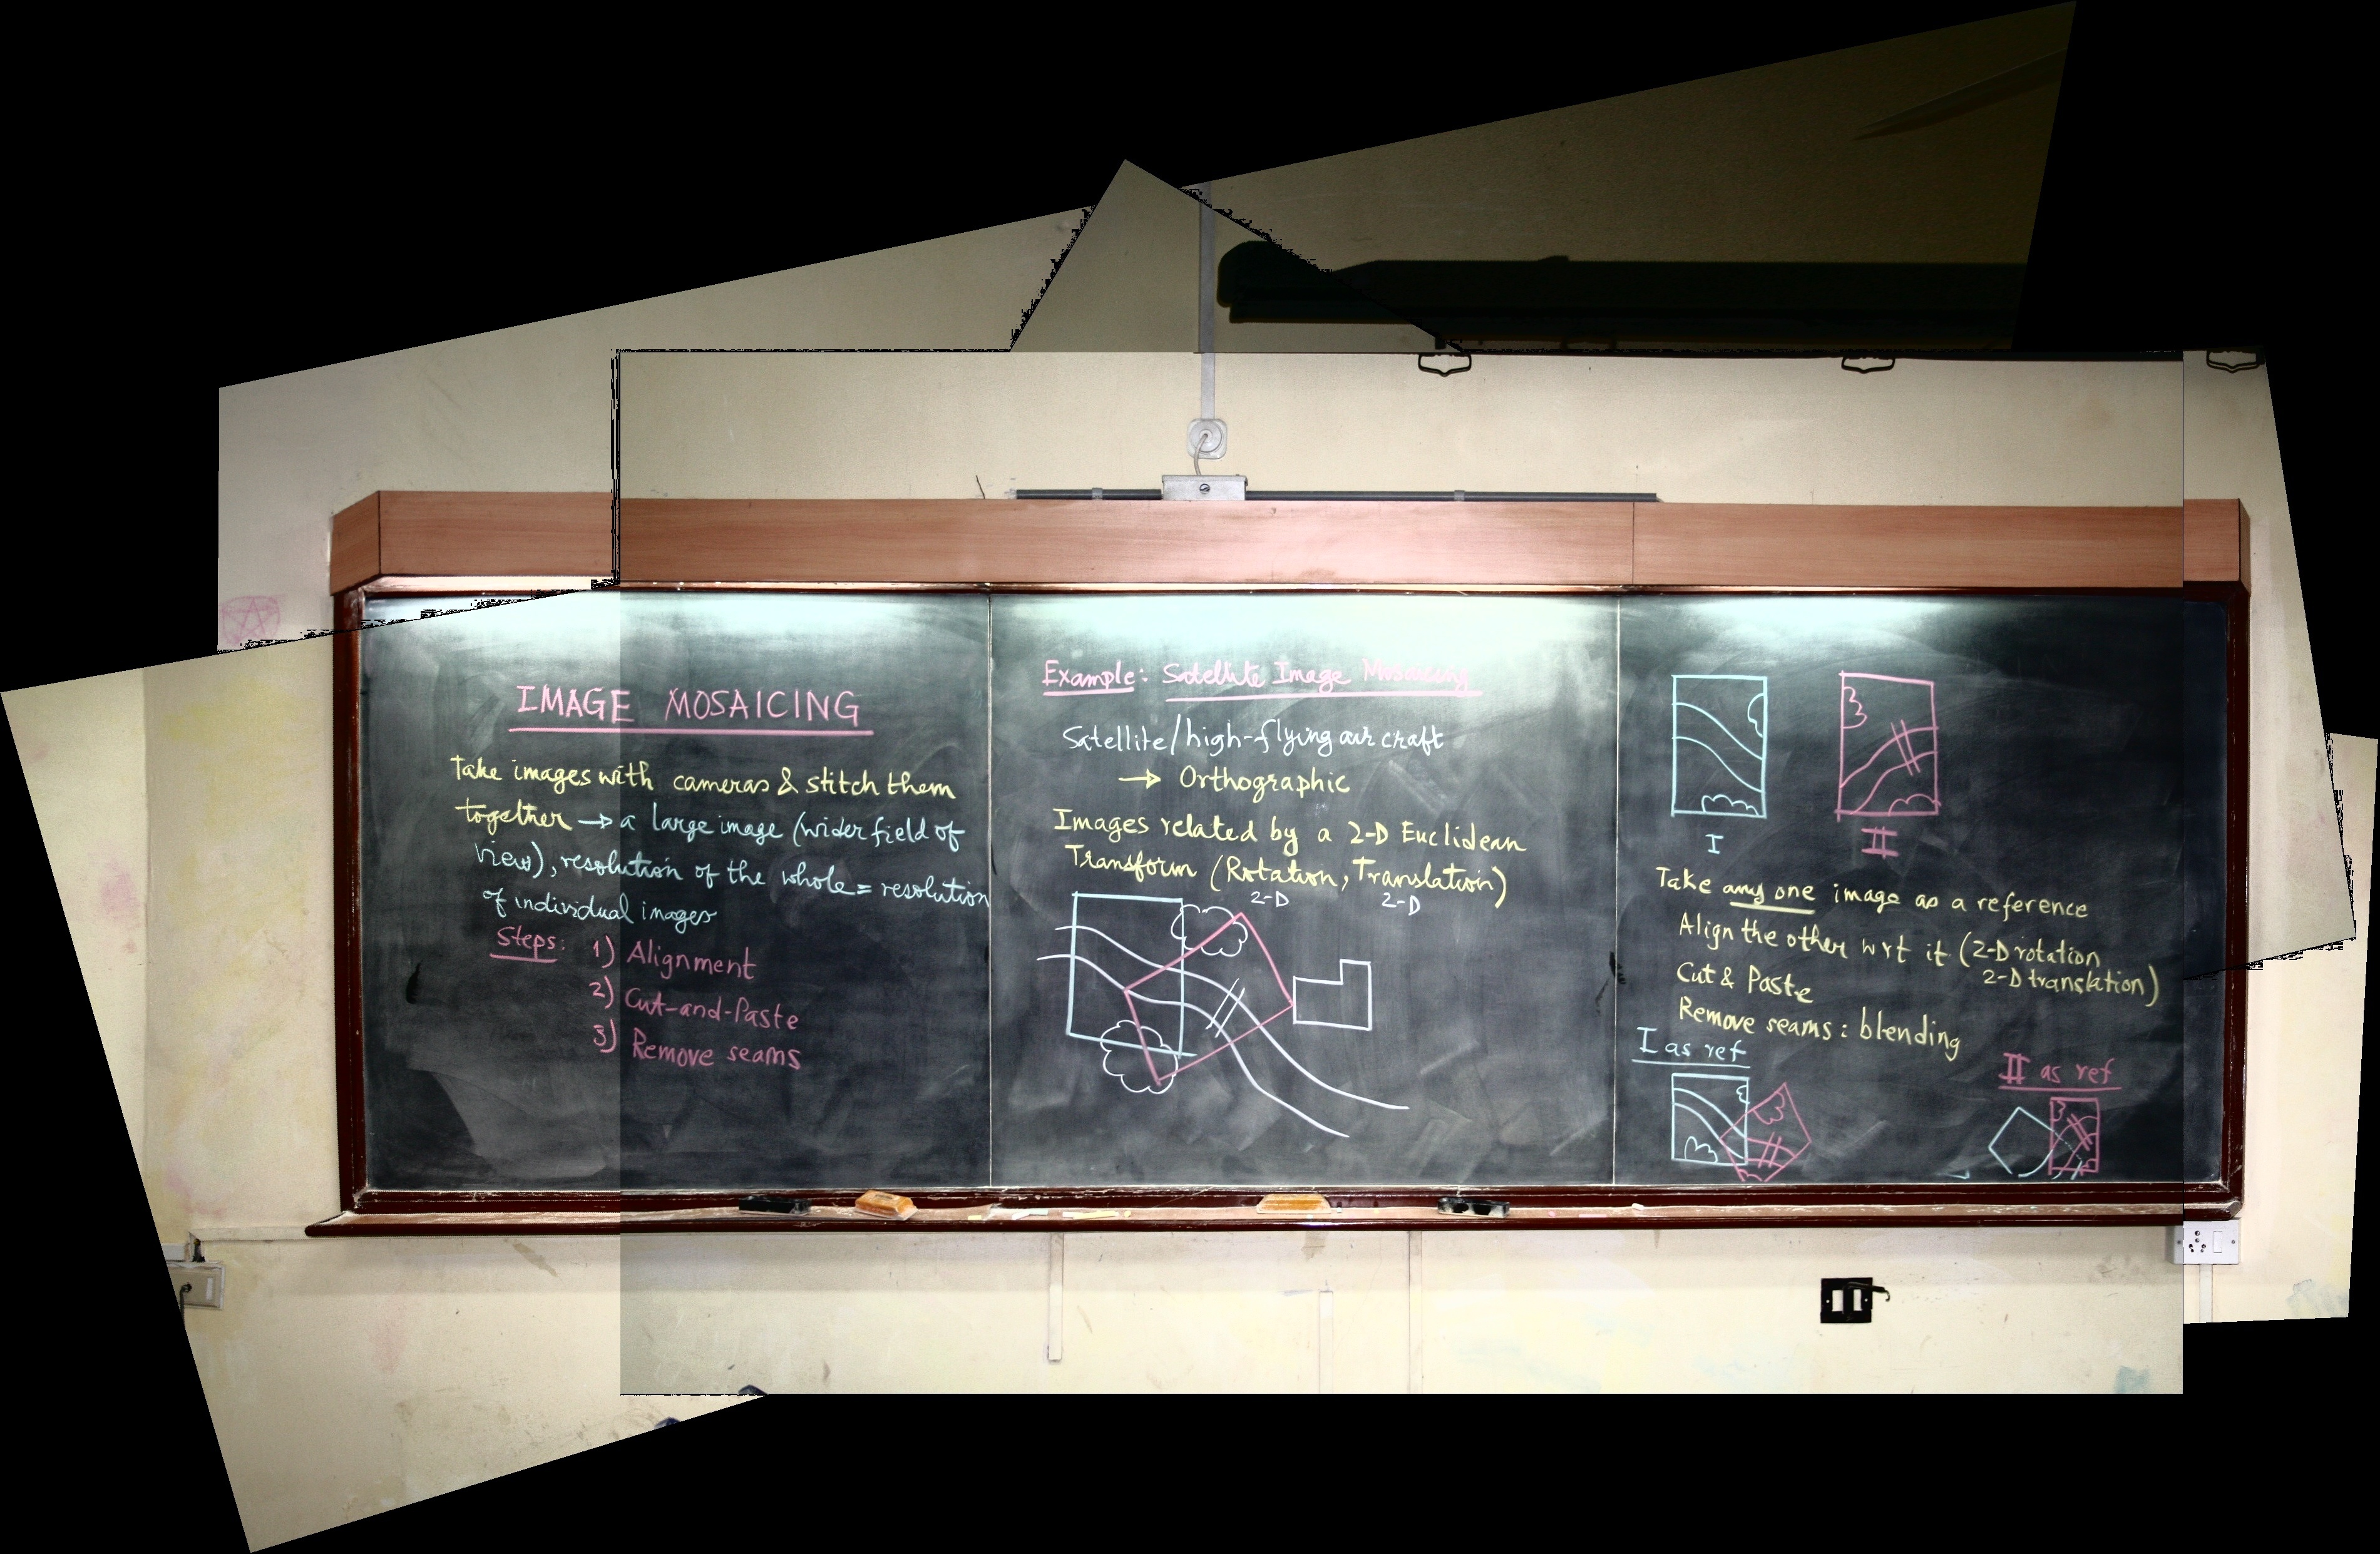 IMAGE MOSAICING
Take images with cameras & stitch them
together → a large image (wider field of
view), resolution of the whole = resolution
of individual images
Steps: 1) Alignment
2) Cut-and-Paste
3) Remove seams
Example: Satellite Image Mosaicing
Satellite/high-flying air craft
→ Orthographic
Images related by a 2-D Euclidean
Transform (Rotation, Translation)
2-D 2-D
I II
Take any one image as a reference
Align the other wrt it (2-D rotation
2-D translation)
Cut & Paste
Remove seams: blending
I as ref
II as ref